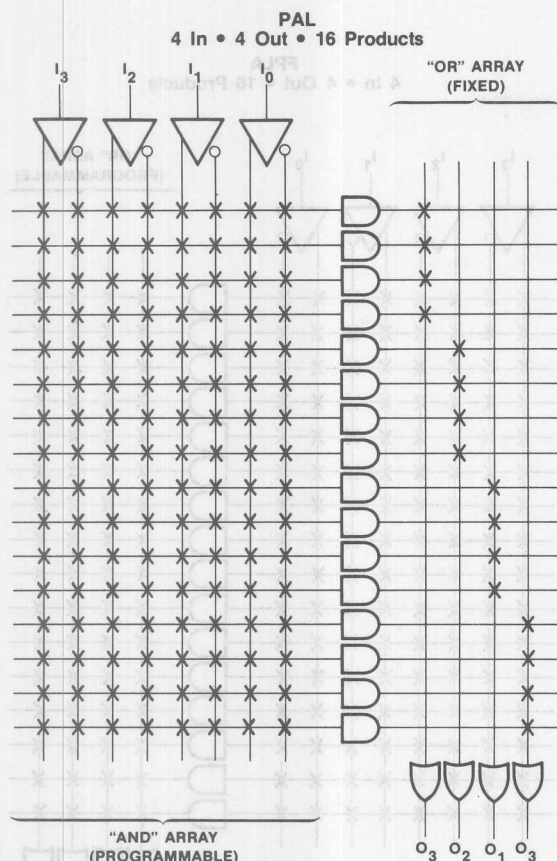 PAL
4 In • 4 Out • 16 Products
I3 I2 I1 I0
"OR" ARRAY
(FIXED)
"AND" ARRAY
(PROGRAMMABLE)
O3 O2 O1 O3